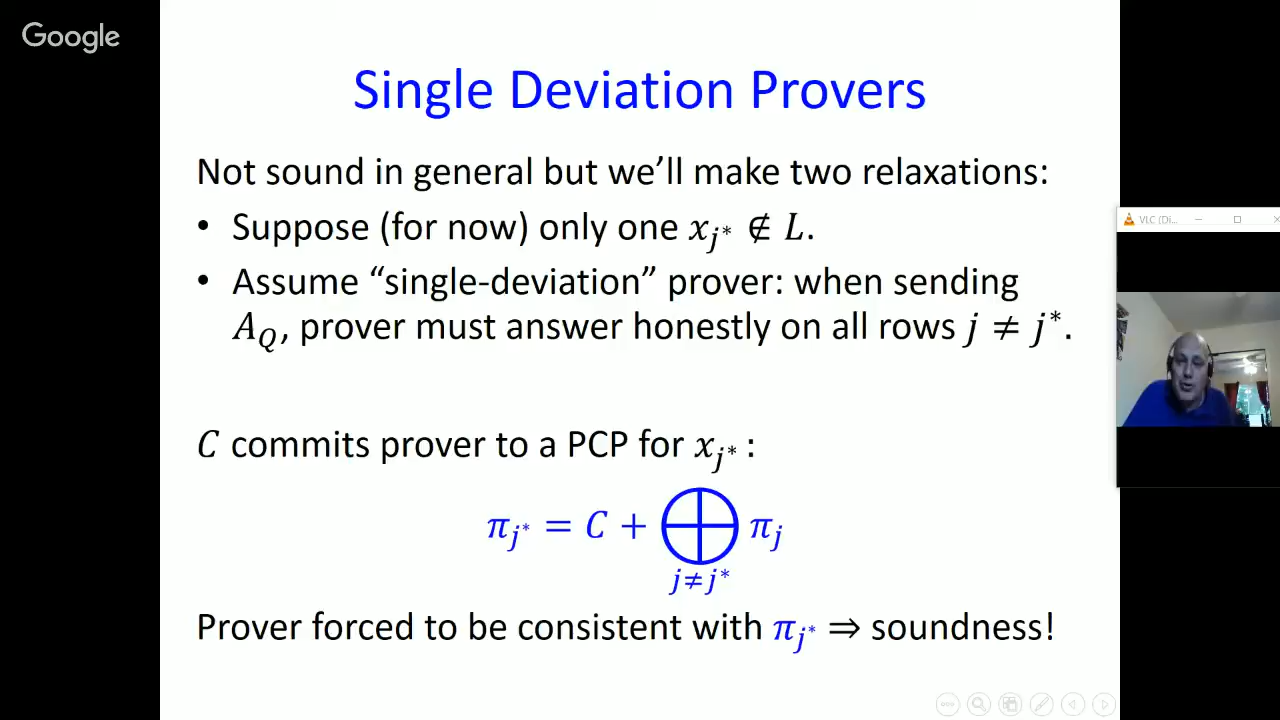 Google
Single Deviation Provers
Not sound in general but we'll make two relaxations:
• Suppose (for now) only one x_{j*} ∉ L.
• Assume "single-deviation" prover: when sending
A_Q, prover must answer honestly on all rows j ≠ j*.
VLC (Di...
C commits prover to a PCP for x_{j*} :
π_{j*} = C + ⨁ π_j
j≠j*
Prover forced to be consistent with π_{j*} ⇒ soundness!